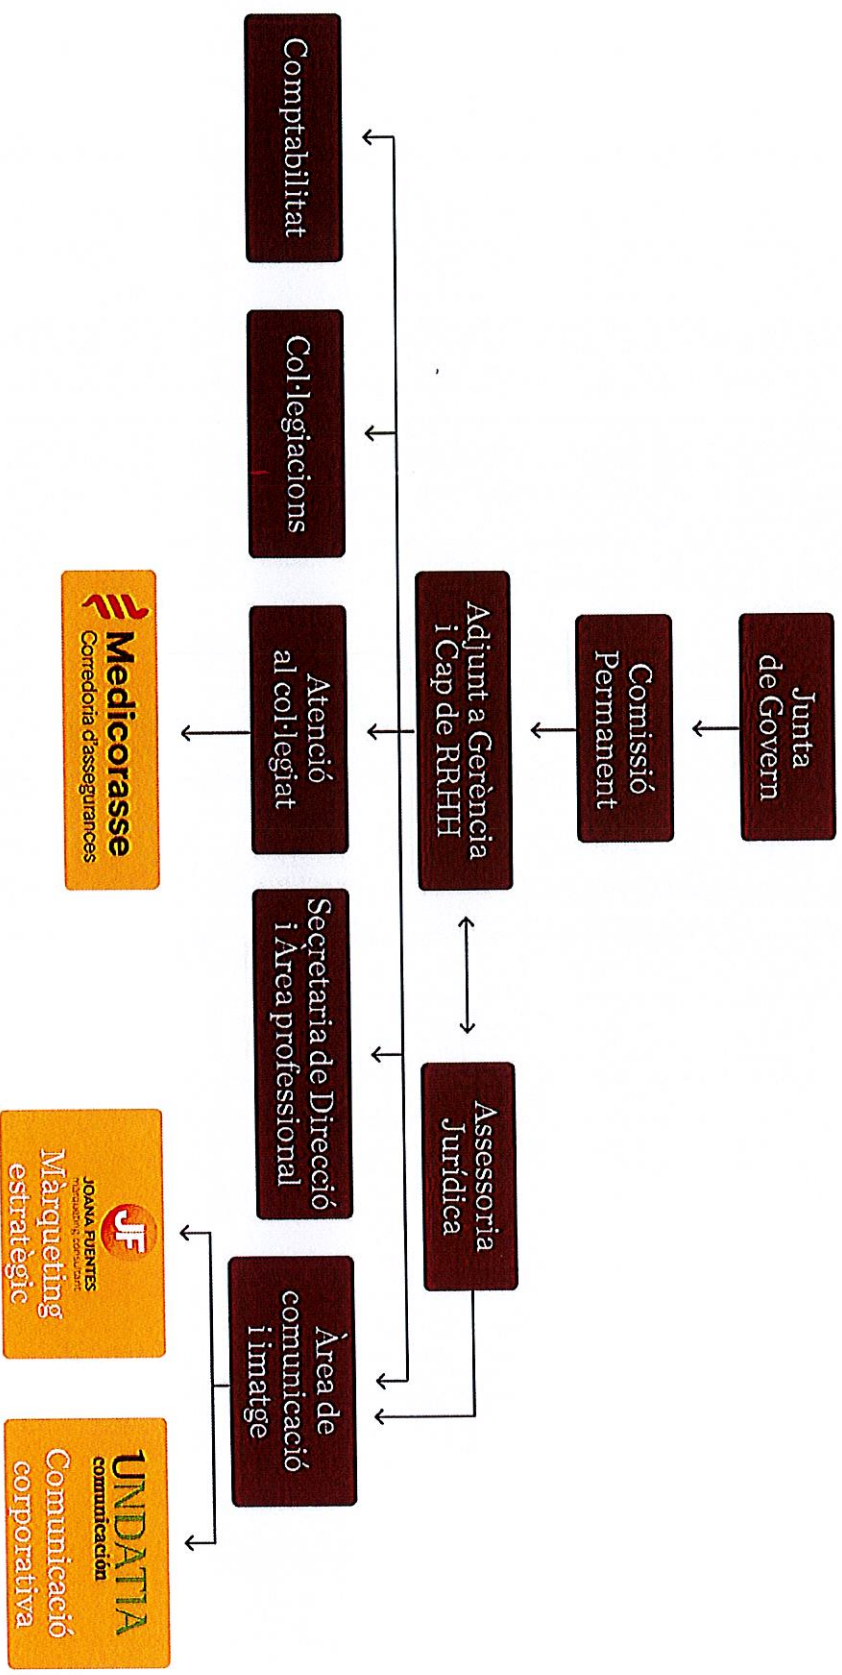 Junta
de Govern
Comissió
Permanent
Adjunt a Gerència
i Cap de RRHH
Assessoria
Jurídica
Comptabilitat
Col·legiacions
Atenció
al col·legiat
Secretaria de Direcció
i Àrea professional
Àrea de
comunicació
i imatge
Medicorasse
Corredoria d'assegurances
JF
JOANA FUENTES
màrqueting consultant
Màrqueting
estratègic
UNDATIA
comunicación
Comunicació
corporativa